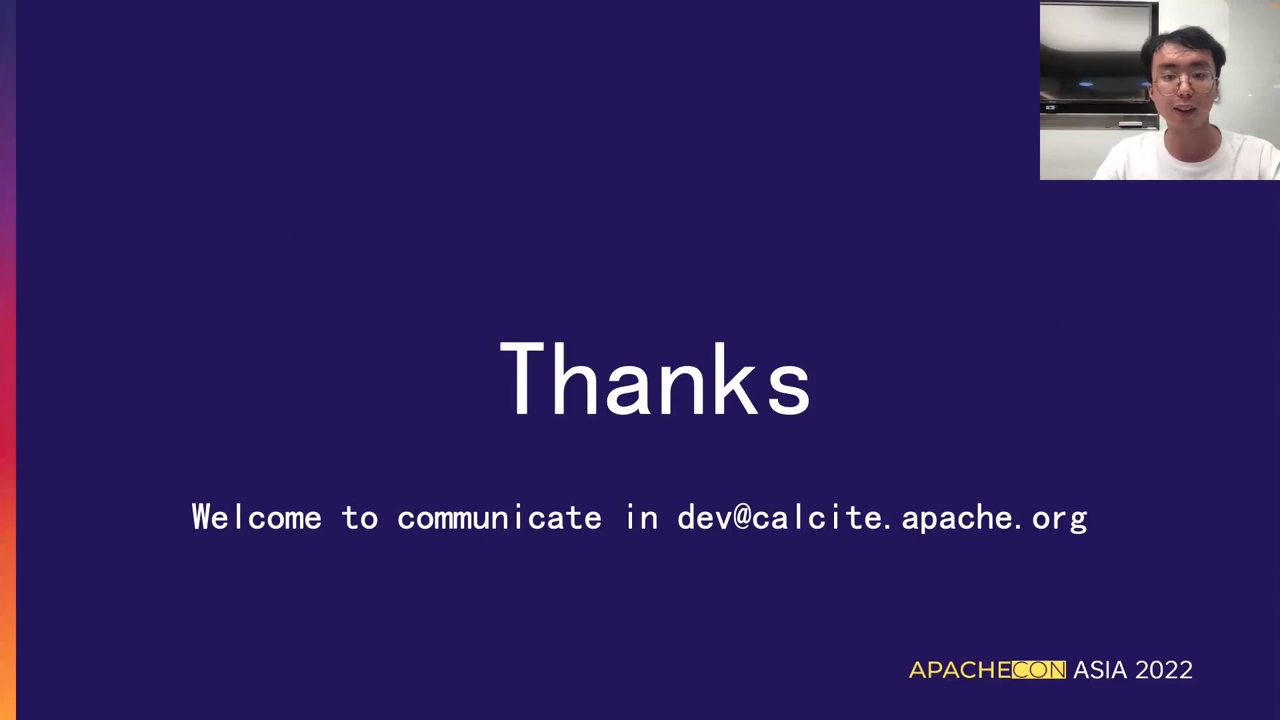 Thanks
Welcome to communicate in dev@calcite.apache.org
APACHECON ASIA 2022